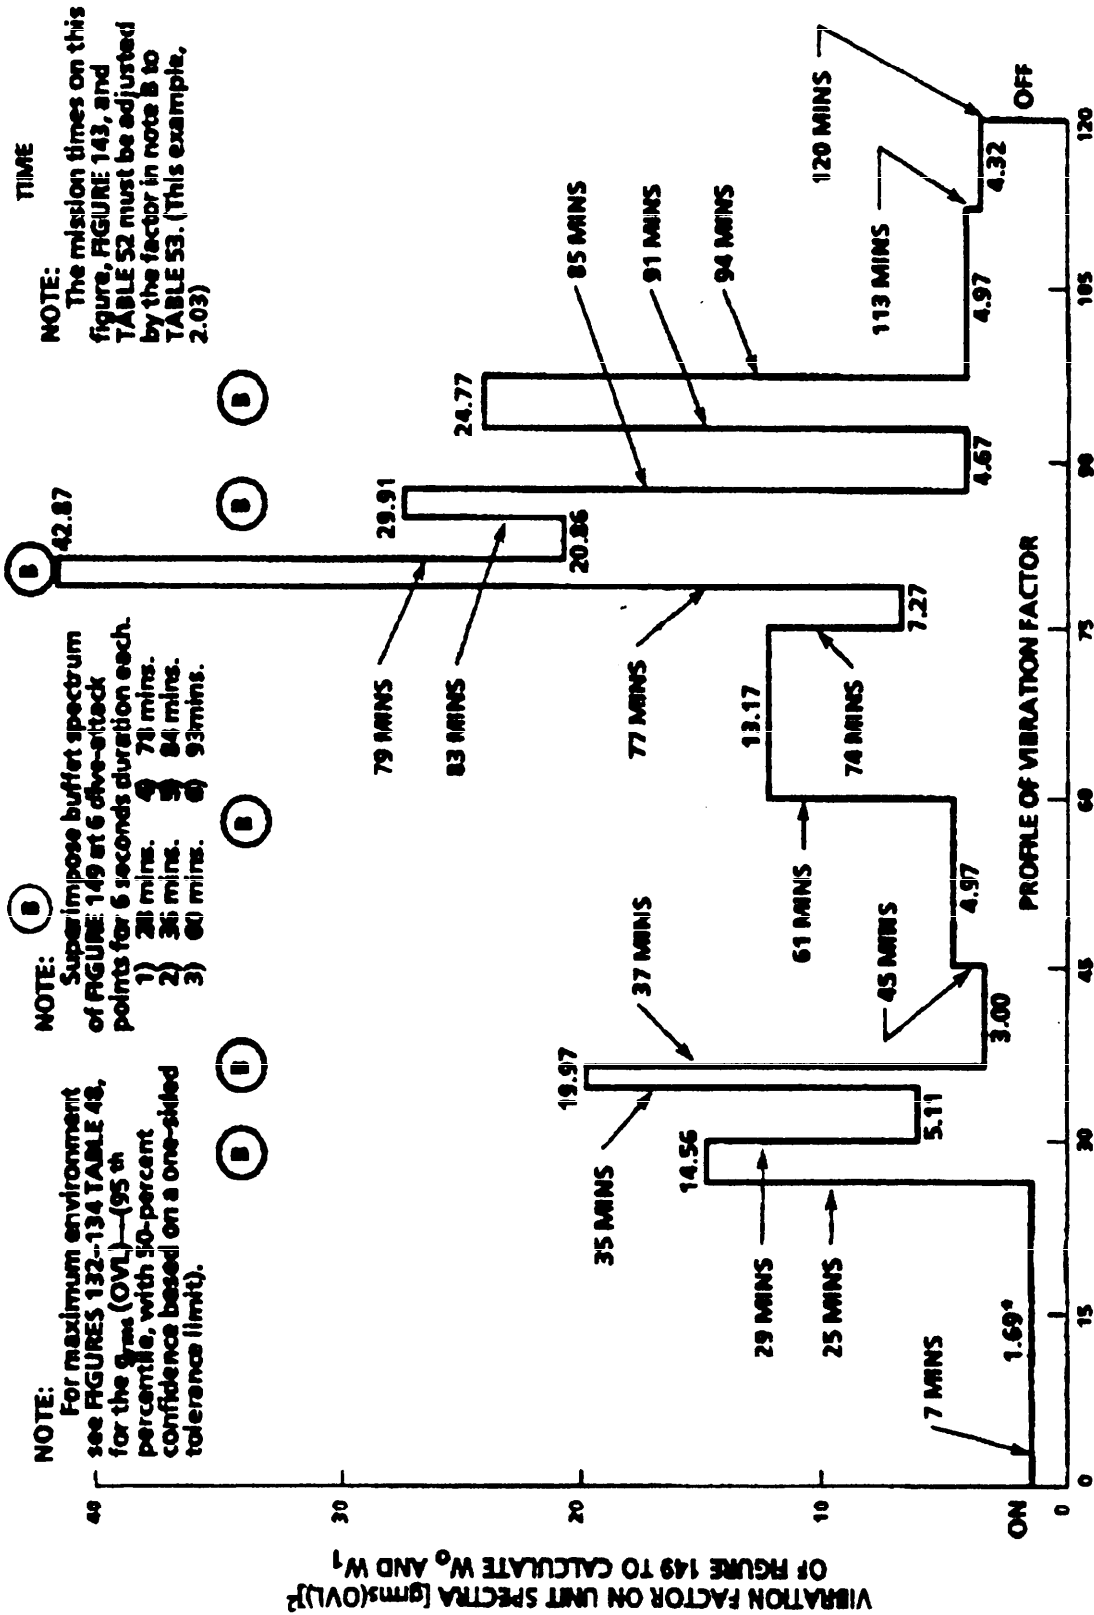 NOTE:
For maximum environment
see FIGURES 132--134 TABLE 48,
for the grms (OVL)—(95 th
percentile, with 50-percent
confidence based on a one-sided
tolerance limit).
NOTE: B
Superimpose buffet spectrum
of FIGURE 149 at 6 dive-attack
points for 6 seconds duration each.
1) 28 mins. 4) 78 mins.
2) 36 mins. 5) 84 mins.
3) 60 mins. 6) 93mins.
TIME
NOTE:
The mission times on this
figure, FIGURE 143, and
TABLE 52 must be adjusted
by the factor in note B to
TABLE 53. (This example,
2.03)
B
B
B
B
B
B
VIBRATION FACTOR ON UNIT SPECTRA [grms(OVL)]²
OF FIGURE 149 TO CALCULATE Wo AND W1
40
30
20
10
ON
0
7 MINS
1.69*
25 MINS
29 MINS
14.56
35 MINS
5.11
19.97
37 MINS
3.00
45 MINS
4.97
61 MINS
13.17
74 MINS
7.27
77 MINS
42.87
79 MINS
20.86
83 MINS
29.91
85 MINS
4.67
91 MINS
24.77
94 MINS
4.97
113 MINS
4.32
120 MINS
OFF
0
15
30
45
60
75
90
105
120
PROFILE OF VIBRATION FACTOR